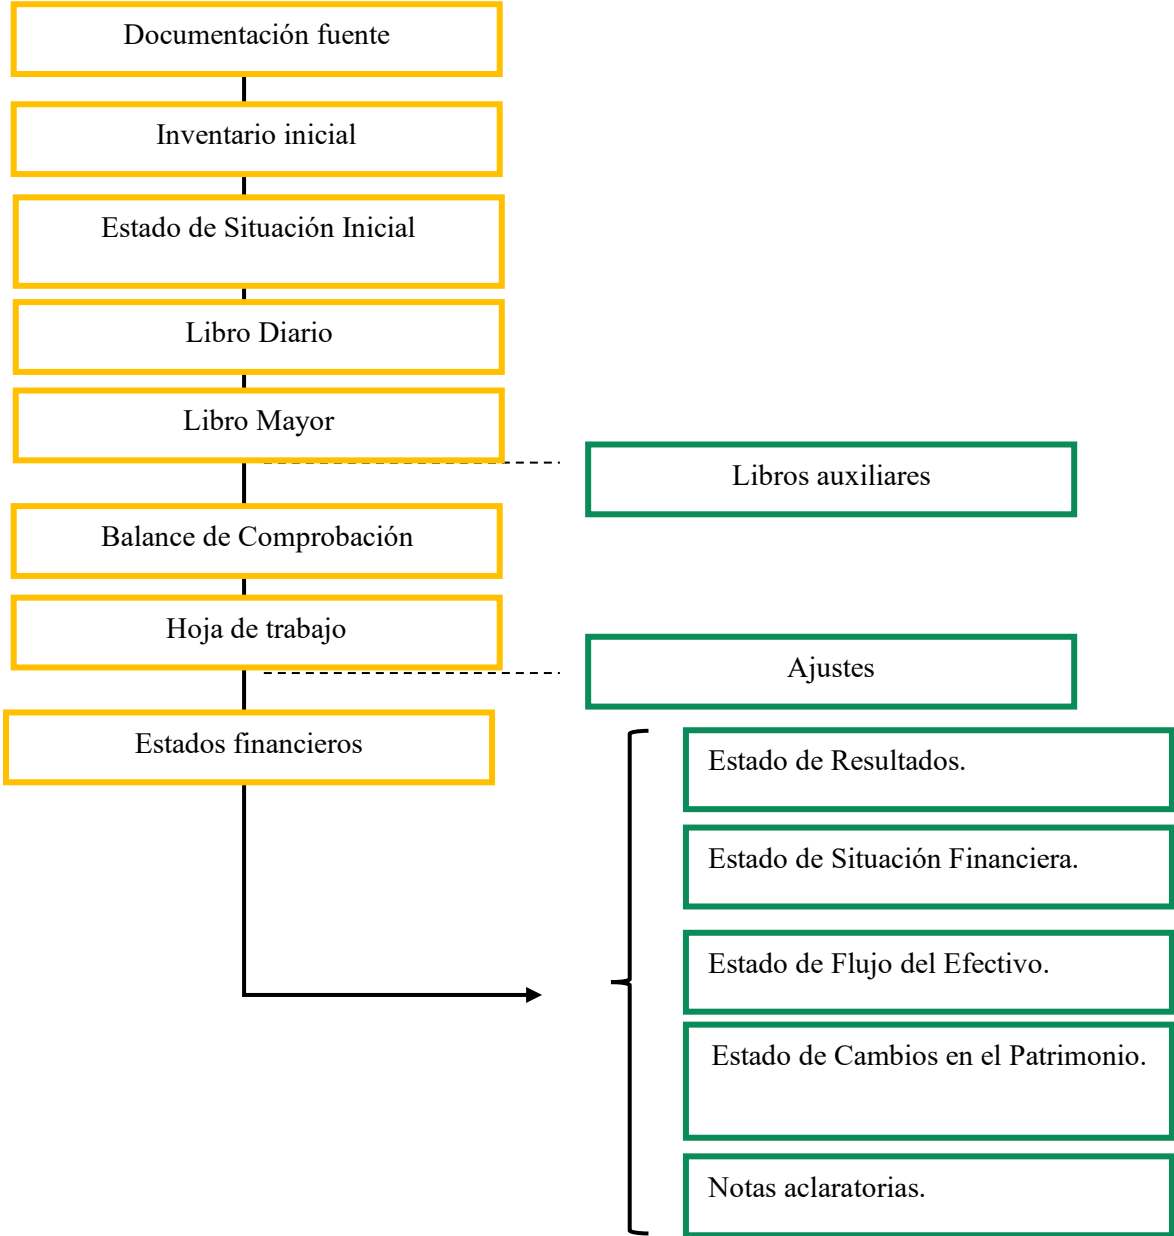 Documentación fuente
Inventario inicial
Estado de Situación Inicial
Libro Diario
Libro Mayor
Libros auxiliares
Balance de Comprobación
Hoja de trabajo
Ajustes
Estados financieros
Estado de Resultados.
Estado de Situación Financiera.
Estado de Flujo del Efectivo.
Estado de Cambios en el Patrimonio.
Notas aclaratorias.